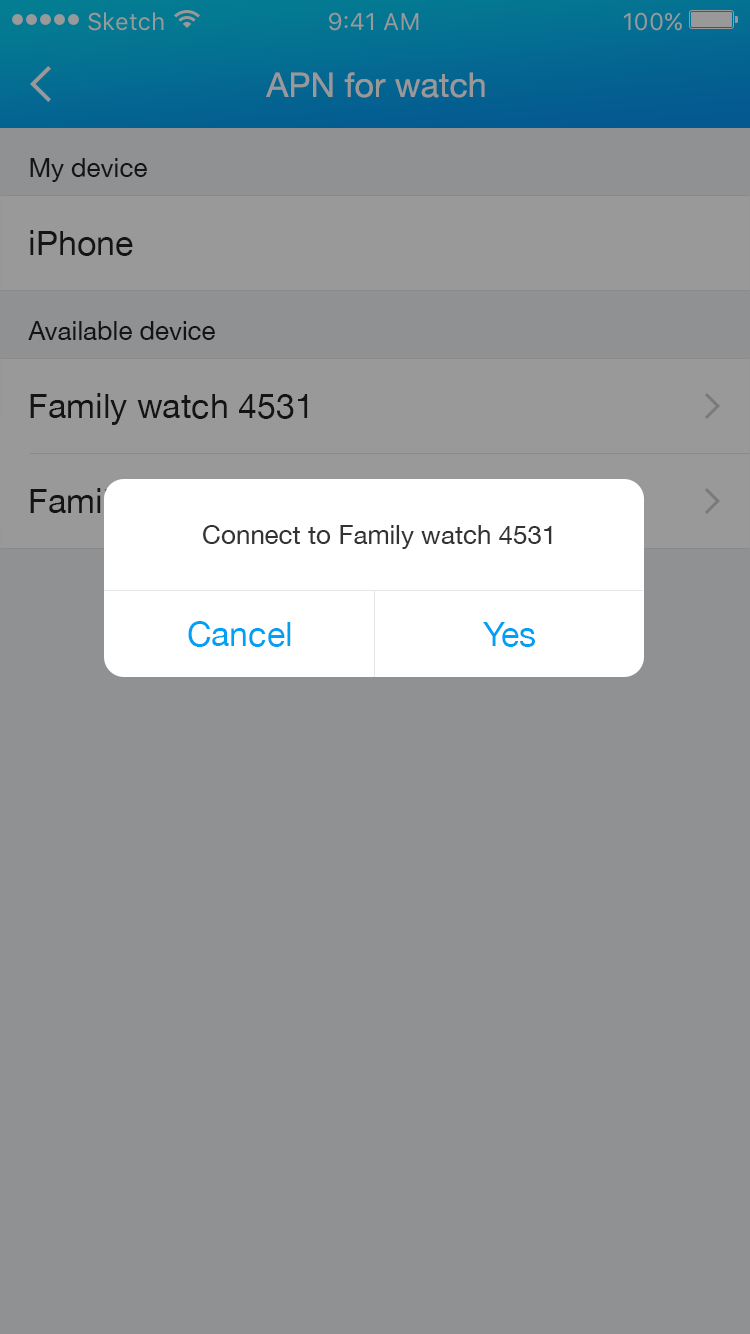 Sketch 9:41 AM 100%
APN for watch
My device
iPhone
Available device
Family watch 4531
Connect to Family watch 4531
Cancel Yes